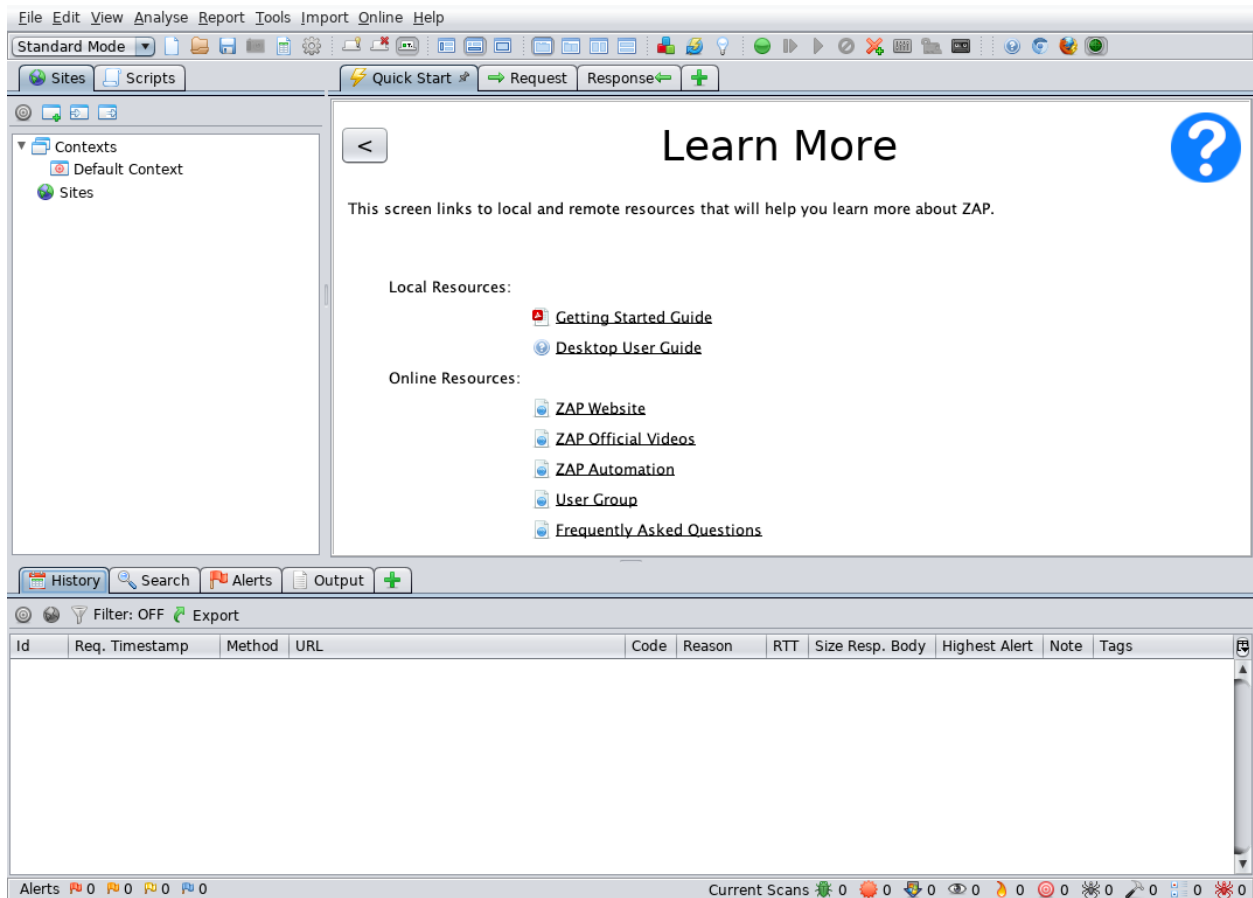 File Edit View Analyse Report Tools Import Online Help
Standard Mode
Sites Scripts
Quick Start Request Response
Contexts
Default Context
Sites
<
Learn More
?
This screen links to local and remote resources that will help you learn more about ZAP.
Local Resources:
Getting Started Guide
Desktop User Guide
Online Resources:
ZAP Website
ZAP Official Videos
ZAP Automation
User Group
Frequently Asked Questions
History Search Alerts Output
Filter: OFF Export
Id Req. Timestamp Method URL Code Reason RTT Size Resp. Body Highest Alert Note Tags
Alerts 0 0 0 0 Current Scans 0 0 0 0 0 0 0 0 0 0